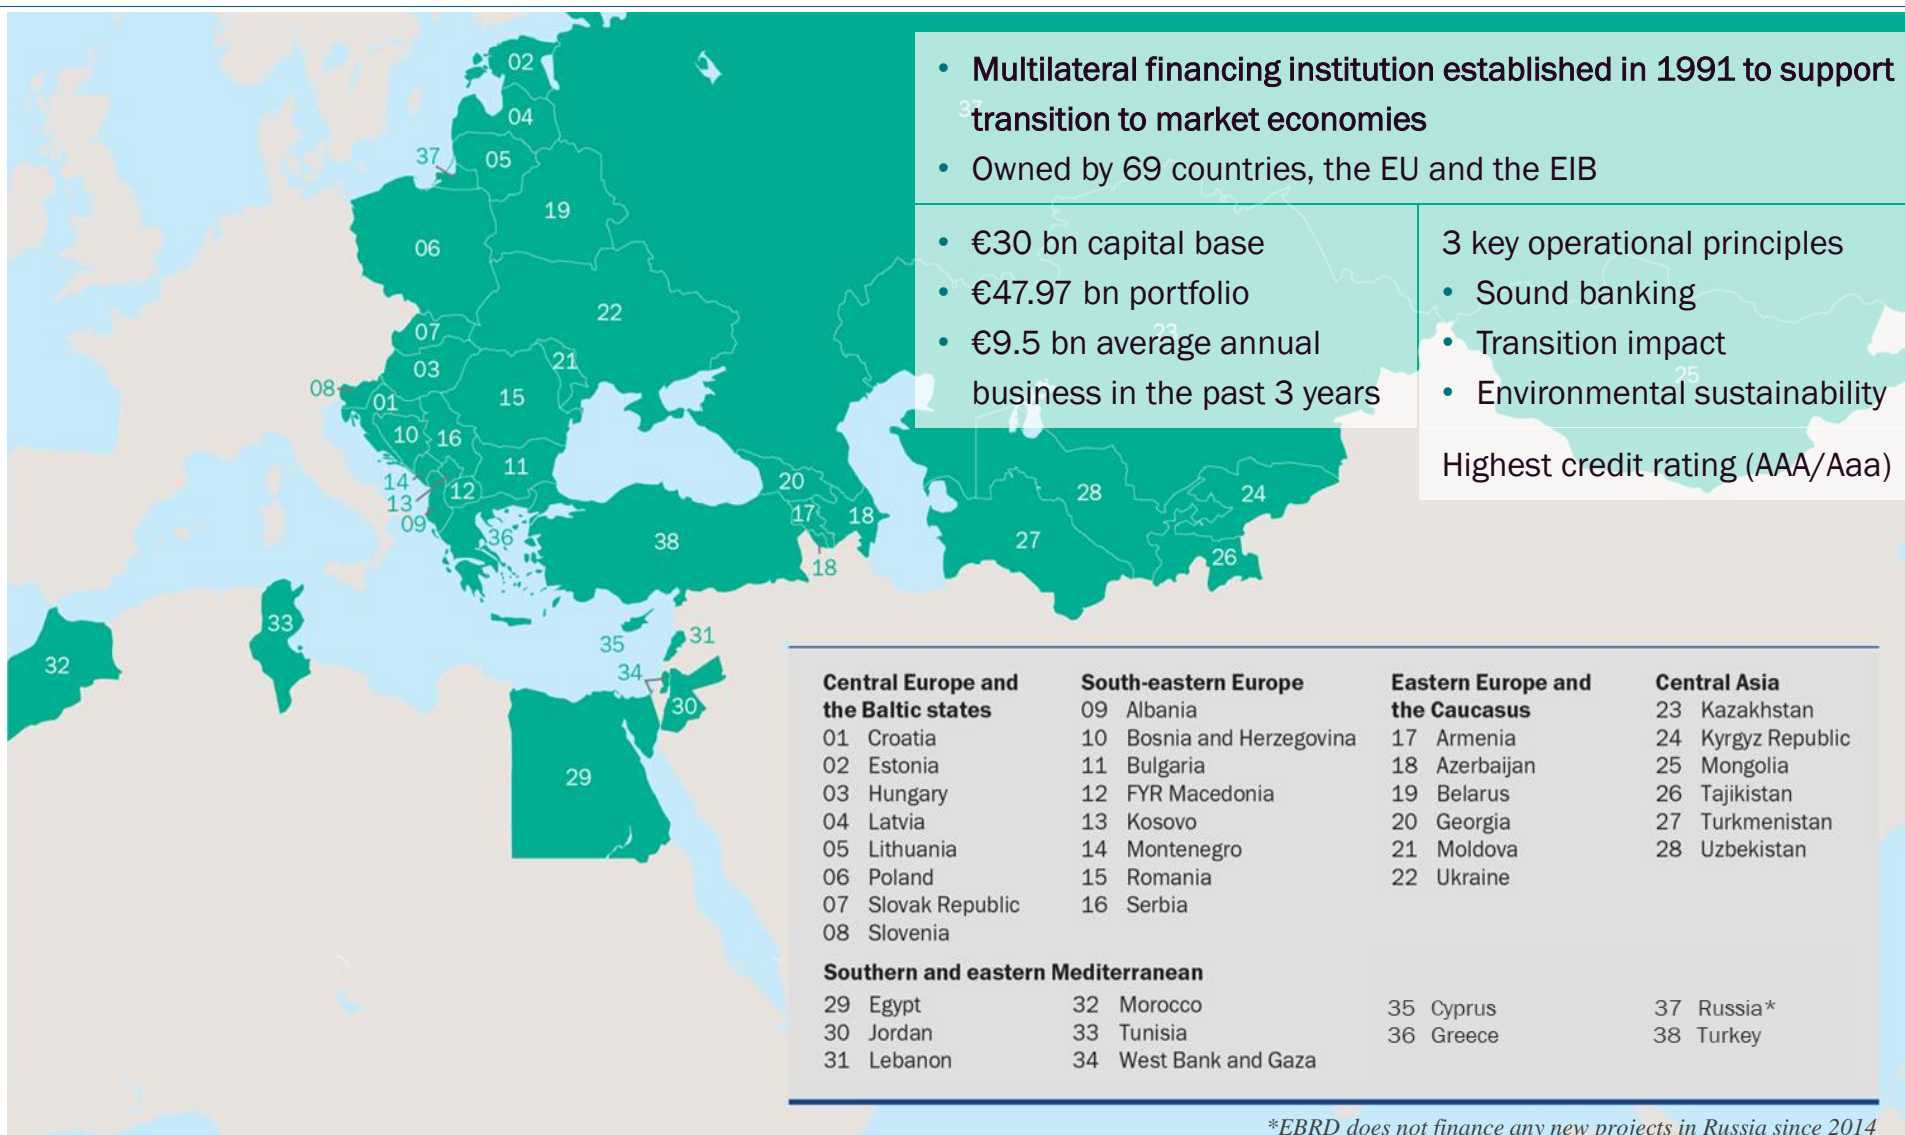 • Multilateral financing institution established in 1991 to support
transition to market economies
• Owned by 69 countries, the EU and the EIB
• €30 bn capital base
• €47.97 bn portfolio
• €9.5 bn average annual
business in the past 3 years
3 key operational principles
• Sound banking
• Transition impact
• Environmental sustainability
Highest credit rating (AAA/Aaa)
02
37
04
37
05
19
06
22
07
23
21
03
25
08
01
15
10
16
11
14
12
20
28
24
13
17
18
09
36
38
27
26
18
33
35
31
32
34
30
29
Central Europe and
the Baltic states
01 Croatia
02 Estonia
03 Hungary
04 Latvia
05 Lithuania
06 Poland
07 Slovak Republic
08 Slovenia
South-eastern Europe
09 Albania
10 Bosnia and Herzegovina
11 Bulgaria
12 FYR Macedonia
13 Kosovo
14 Montenegro
15 Romania
16 Serbia
Eastern Europe and
the Caucasus
17 Armenia
18 Azerbaijan
19 Belarus
20 Georgia
21 Moldova
22 Ukraine
Central Asia
23 Kazakhstan
24 Kyrgyz Republic
25 Mongolia
26 Tajikistan
27 Turkmenistan
28 Uzbekistan
Southern and eastern Mediterranean
29 Egypt
30 Jordan
31 Lebanon
32 Morocco
33 Tunisia
34 West Bank and Gaza
35 Cyprus
36 Greece
37 Russia*
38 Turkey
*EBRD does not finance any new projects in Russia since 2014